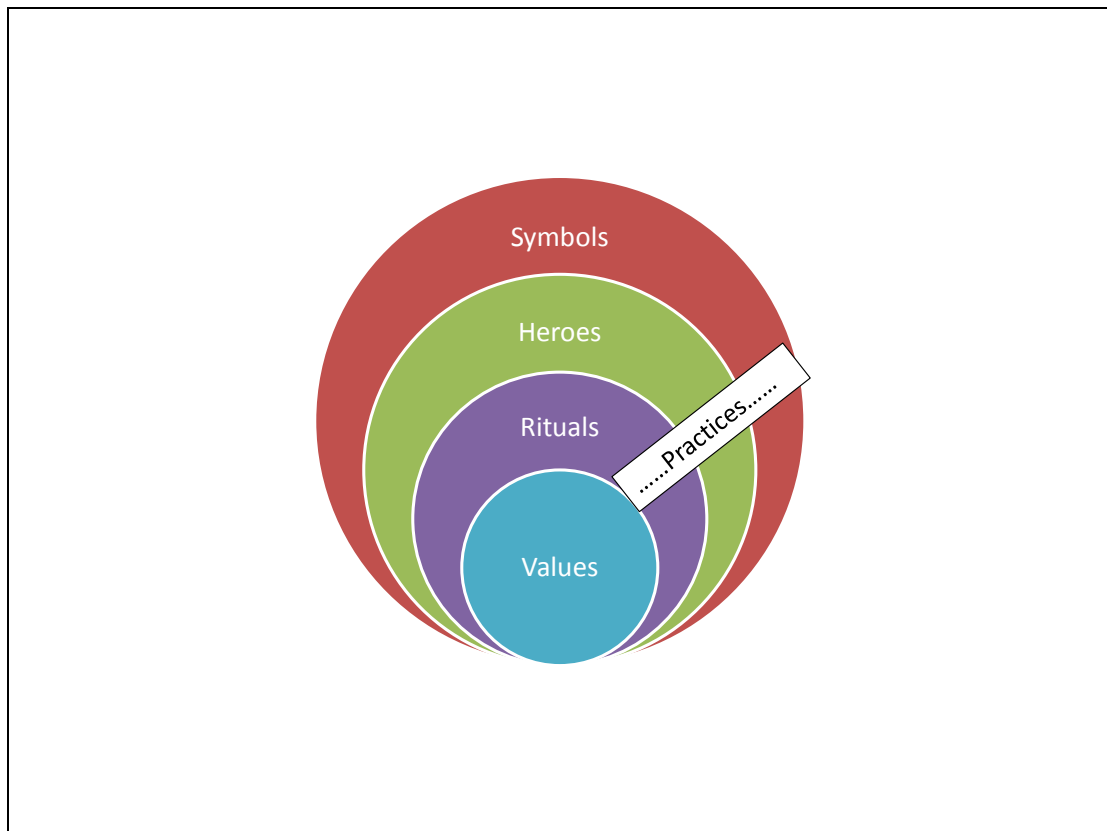 Symbols
Heroes
......Practices......
Rituals
Values